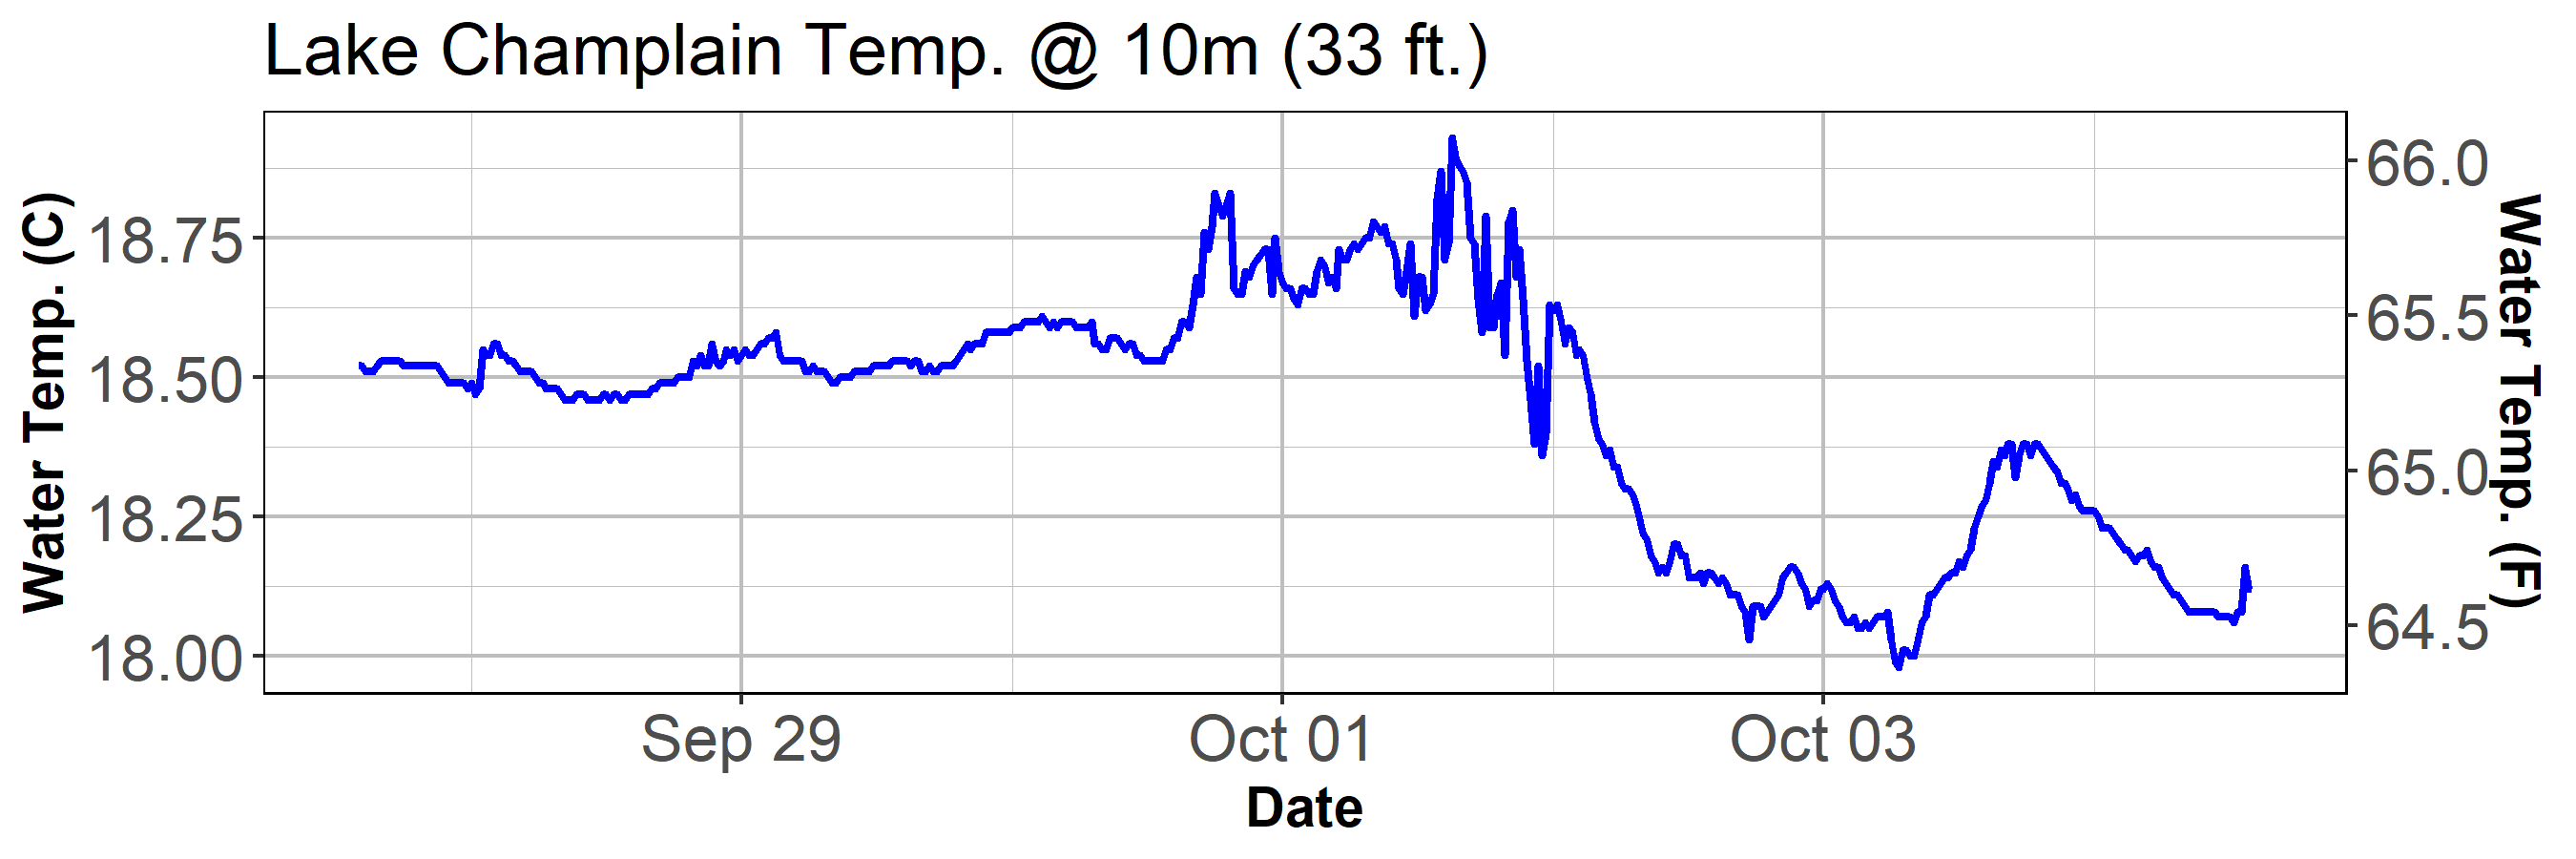 Lake Champlain Temp. @ 10m (33 ft.)
Water Temp. (C)
18.75
18.50
18.25
18.00
66.0
65.5
65.0
64.5
Water Temp. (F)
Sep 29
Oct 01
Oct 03
Date